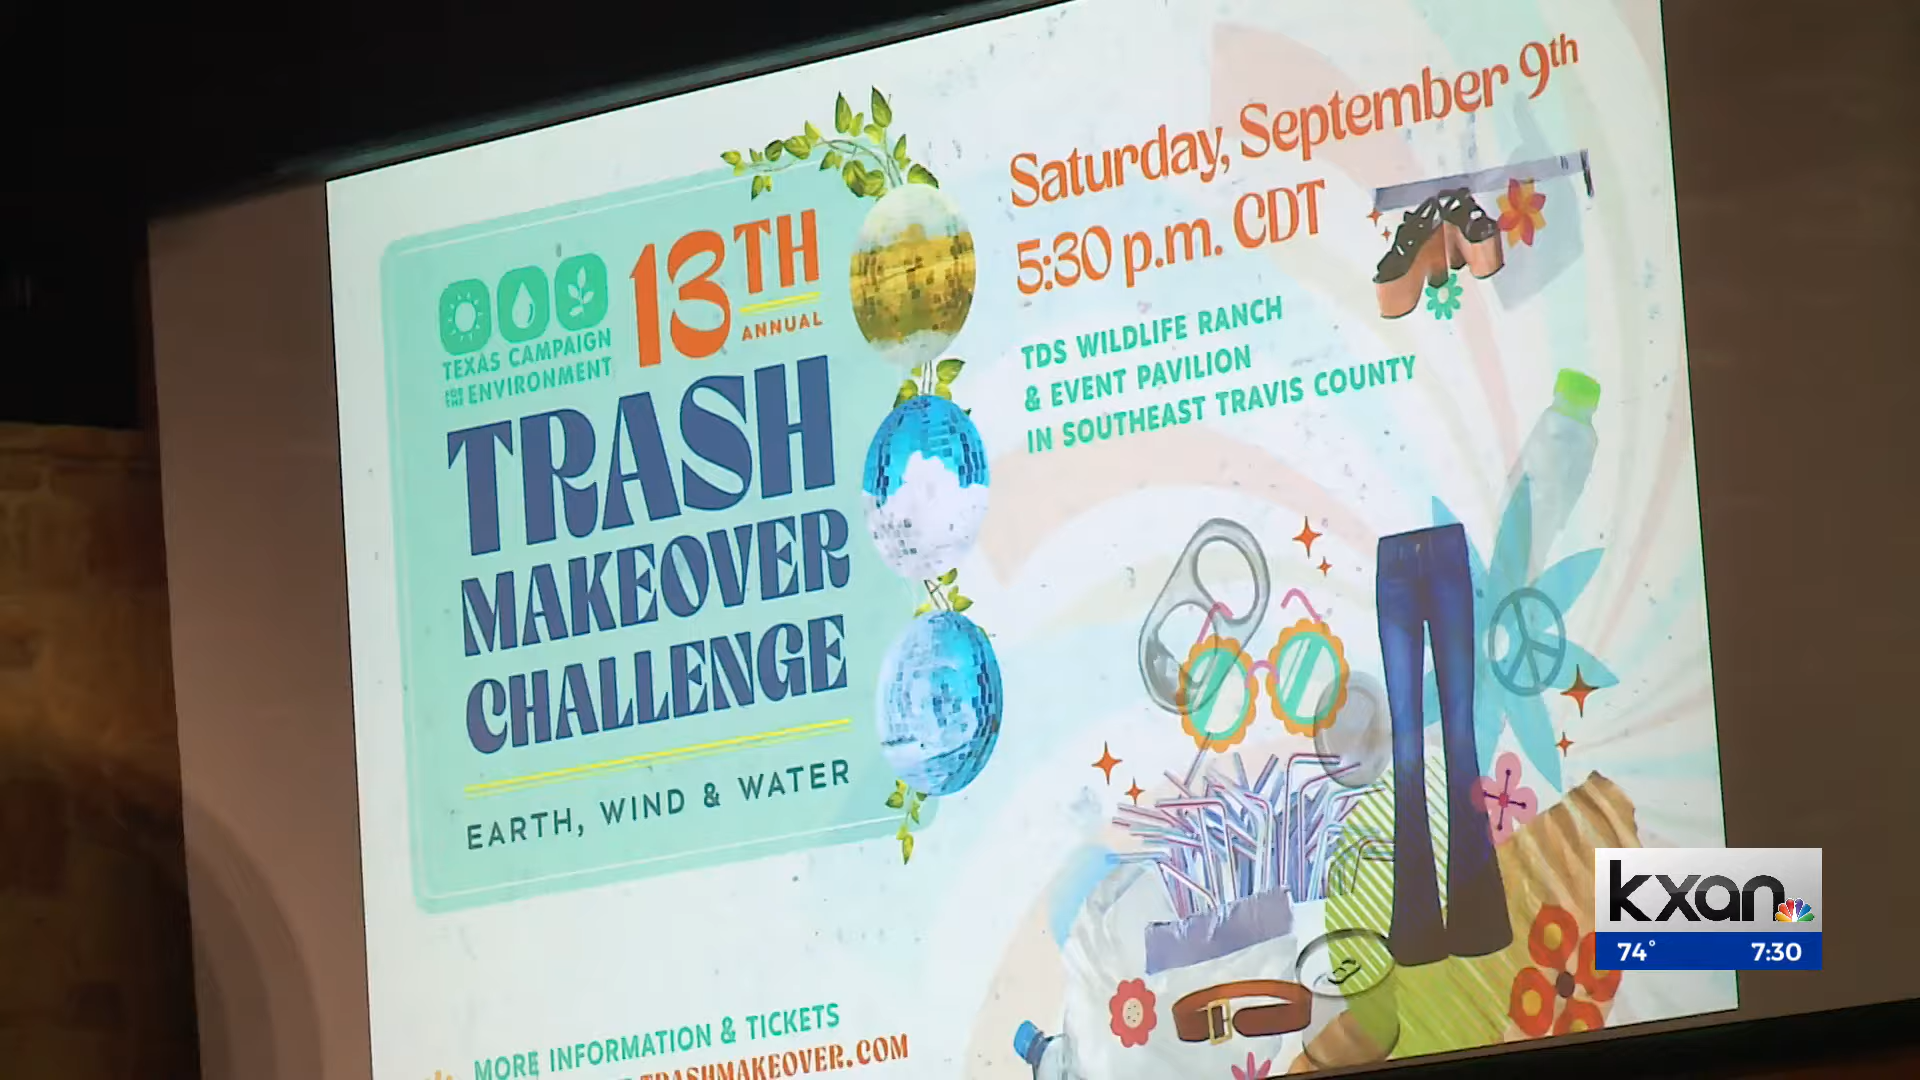 TEXAS CAMPAIGN
FOR THE ENVIRONMENT
13TH
ANNUAL
TRASH
MAKEOVER
CHALLENGE
EARTH, WIND & WATER
Saturday, September 9th
5:30 p.m. CDT
TDS WILDLIFE RANCH
& EVENT PAVILION
IN SOUTHEAST TRAVIS COUNTY
MORE INFORMATION & TICKETS
TRASHMAKEOVER.COM
kxan
74° 7:30